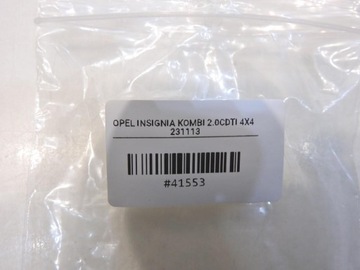 OPEL INSIGNIA KOMBI 2.0CDTI 4X4
231113
#41553